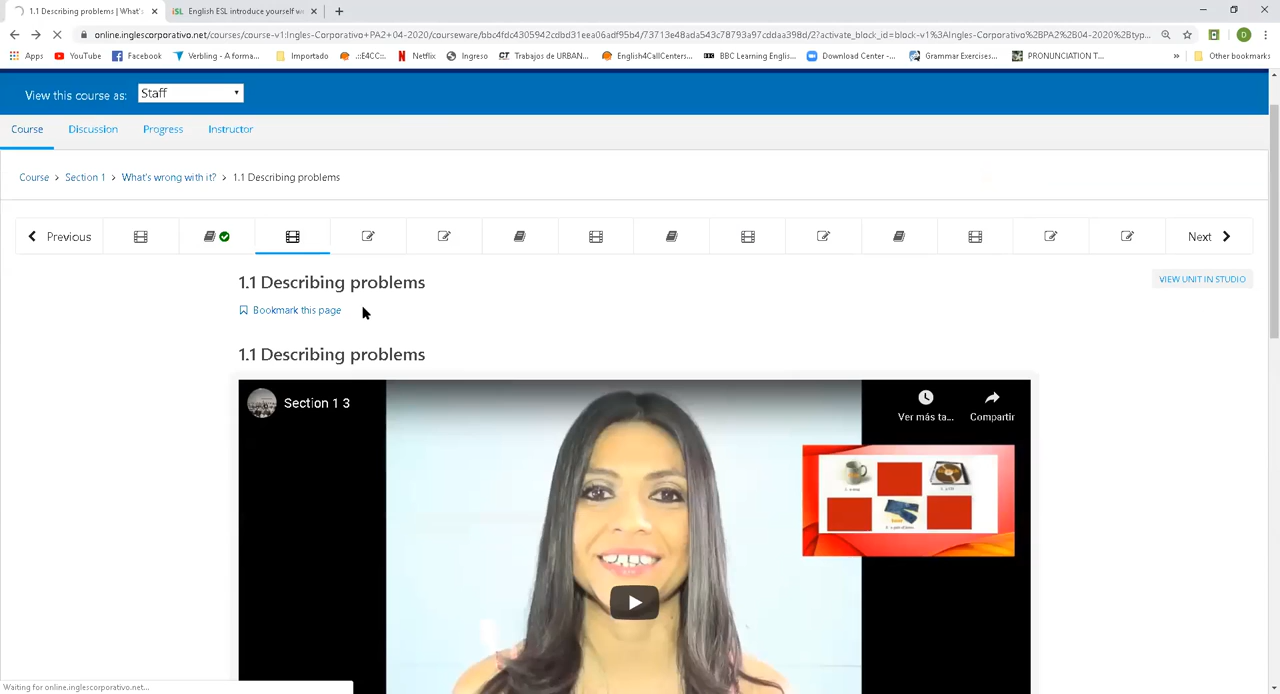 1.1 Describing problems | What's
English ESL introduce yourself w
online.inglescorporativo.net/courses/course-v1:Ingles-Corporativo+PA2+04-2020/courseware/bbc4fdc4305942cdbd31eea06adf95b4/73713e48ada543c78793a97cddaa398d/2?activate_block_id=block-v1%3AIngles-Corporativo%2BPA2%2B04-2020%2Btyp...
D
Apps YouTube Facebook Verbling - A forma... Importado .::E4CC::. Netflix Ingreso Trabajos de URBAN... English4CallCenters... BBC Learning Englis... Download Center -... Grammar Exercises... PRONUNCIATION T... » Other bookmarks
View this course as: Staff
Course Discussion Progress Instructor
Course > Section 1 > What's wrong with it? > 1.1 Describing problems
Previous Next
1.1 Describing problems
VIEW UNIT IN STUDIO
Bookmark this page
1.1 Describing problems
Section 1 3
Ver más ta... Compartir
Waiting for online.inglescorporativo.net...